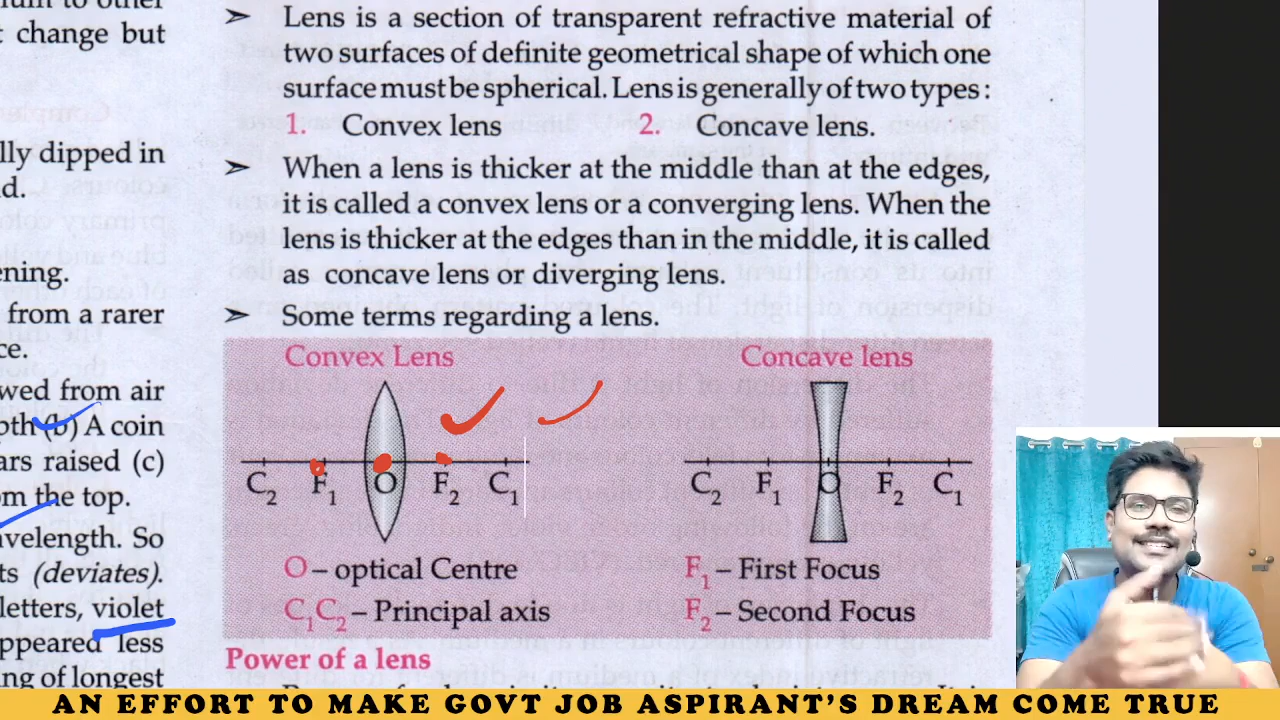 t change but
lly dipped in
d.
ening.
from a rarer
ce.
wed from air
pth (b) A coin
ars raised (c)
om the top.
avelength. So
ts (deviates).
letters, violet
ppeared less
ng of longest
➤ Lens is a section of transparent refractive material of
two surfaces of definite geometrical shape of which one
surface must be spherical. Lens is generally of two types :
1. Convex lens 2. Concave lens.
➤ When a lens is thicker at the middle than at the edges,
it is called a convex lens or a converging lens. When the
lens is thicker at the edges than in the middle, it is called
as concave lens or diverging lens.
➤ Some terms regarding a lens.
Convex Lens Concave lens
C2 F1 O F2 C1 C2 F1 O F2 C1
O – optical Centre F1 – First Focus
C1C2 – Principal axis F2 – Second Focus
Power of a lens
AN EFFORT TO MAKE GOVT JOB ASPIRANT'S DREAM COME TRUE